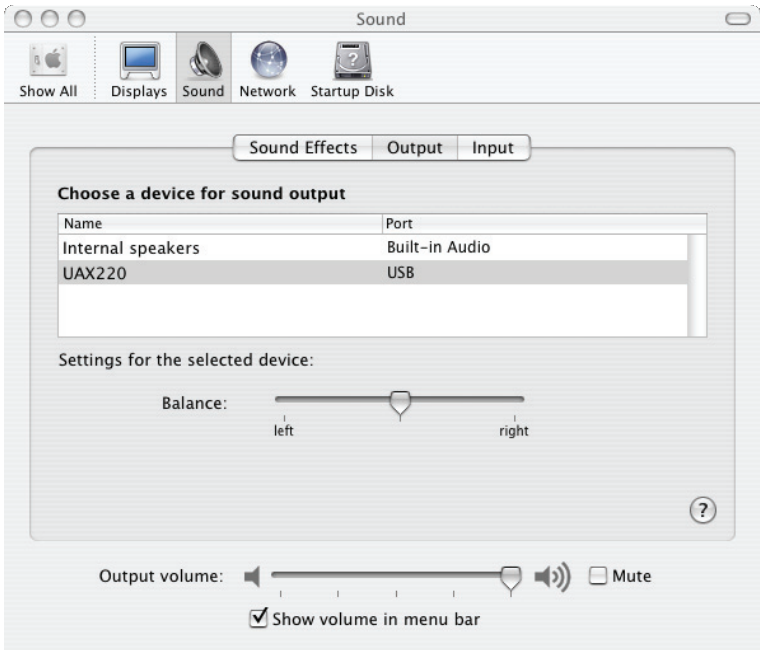 Sound
Show All Displays Sound Network Startup Disk
Sound Effects Output Input
Choose a device for sound output
Name Port
Internal speakers Built-in Audio
UAX220 USB
Settings for the selected device:
Balance:
left right
?
Output volume: Mute
Show volume in menu bar